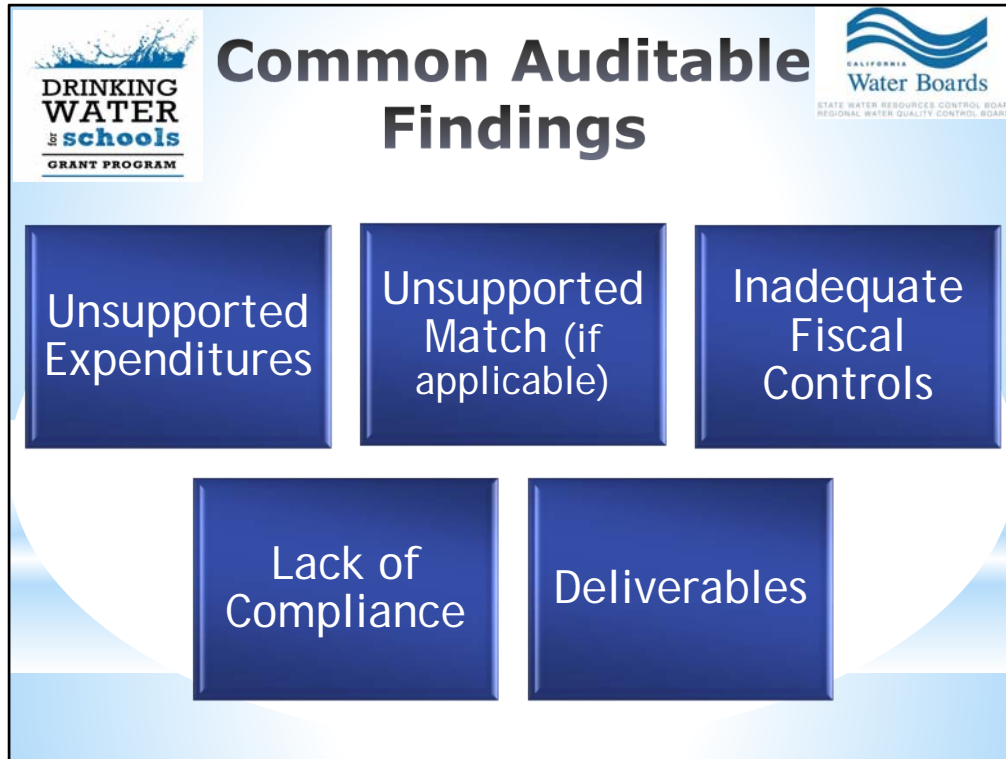 DRINKING
WATER
for schools
GRANT PROGRAM
Common Auditable
Findings
CALIFORNIA
Water Boards
STATE WATER RESOURCES CONTROL BOARD
REGIONAL WATER QUALITY CONTROL BOARDS
Unsupported
Expenditures
Unsupported
Match (if
applicable)
Inadequate
Fiscal
Controls
Lack of
Compliance
Deliverables